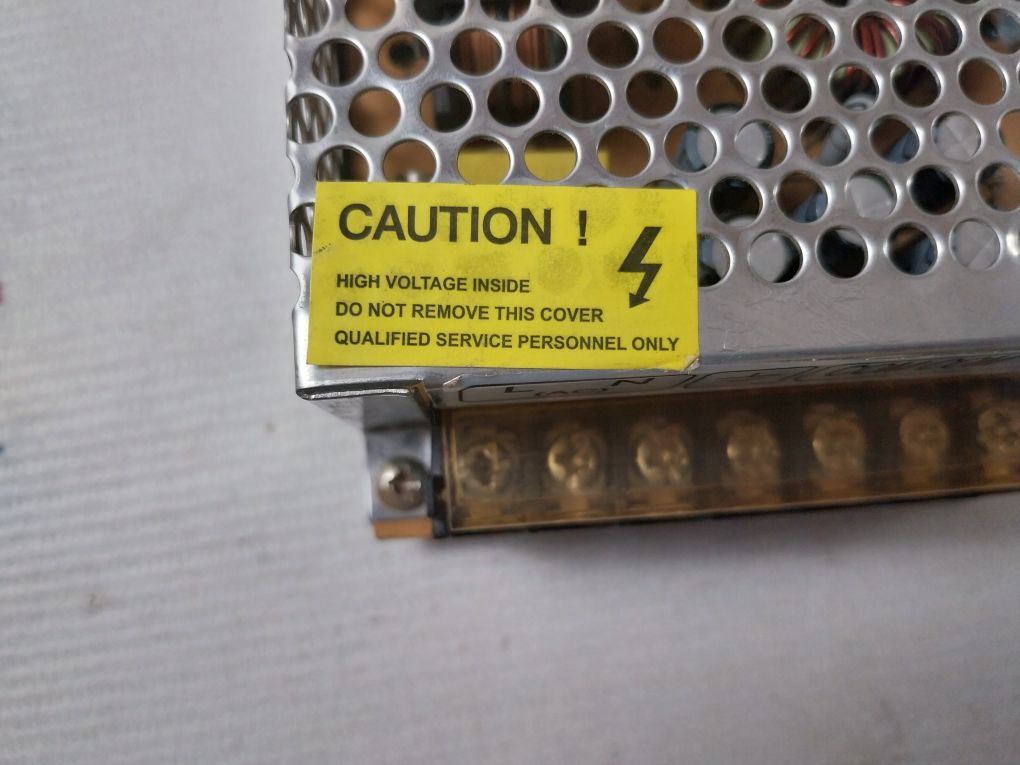 CAUTION !
HIGH VOLTAGE INSIDE
DO NOT REMOVE THIS COVER
QUALIFIED SERVICE PERSONNEL ONLY
L N